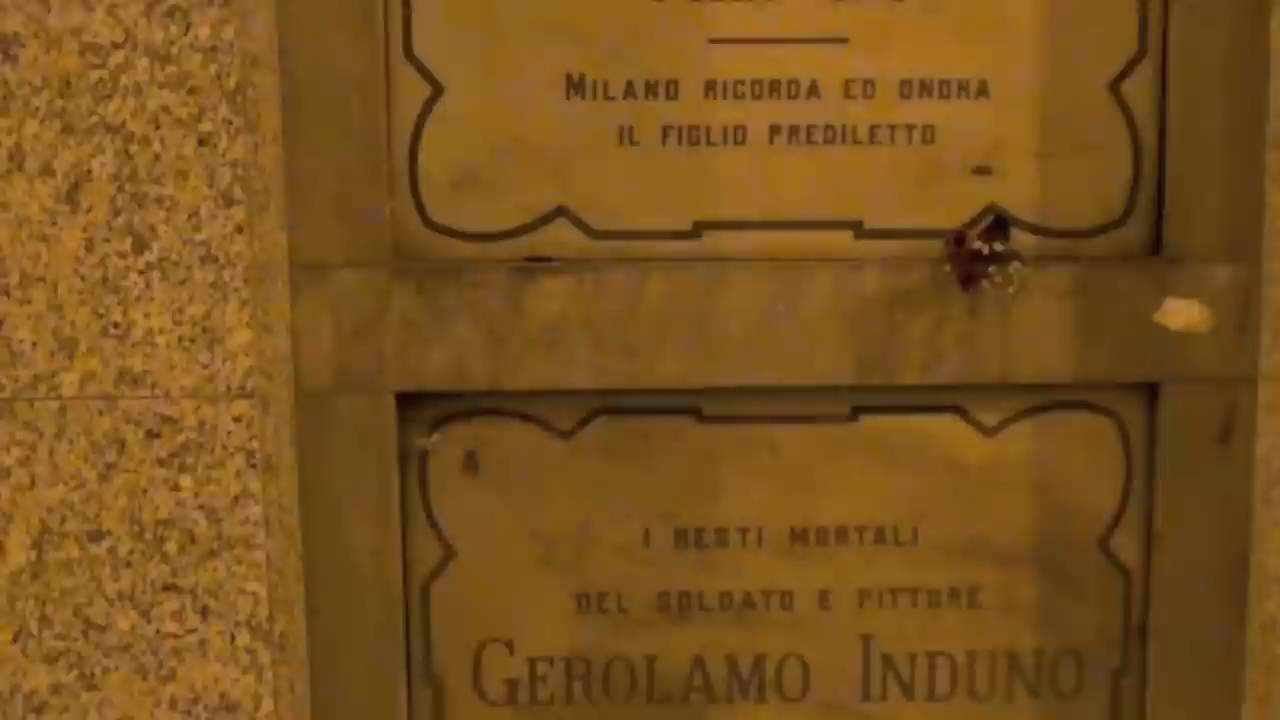 MILANO RICORDA ED ONORA
IL FIGLIO PREDILETTO
I RESTI MORTALI
DEL SOLDATO E PITTORE
GEROLAMO INDUNO